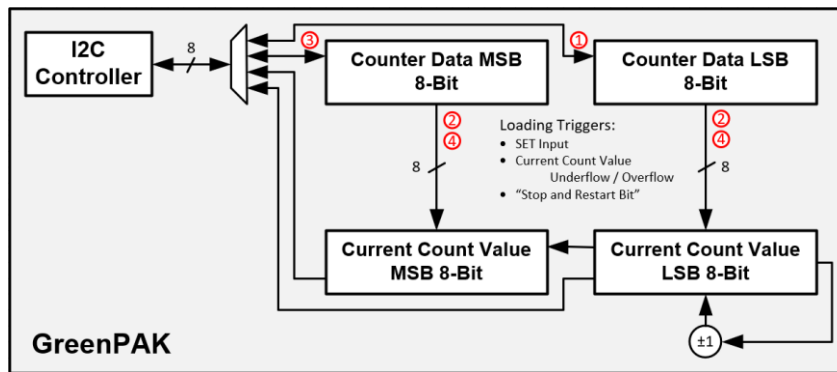 I2C
Controller
8
③
Counter Data MSB
8-Bit
①
Counter Data LSB
8-Bit
②
④
8
Loading Triggers:
• SET Input
• Current Count Value
Underflow / Overflow
• “Stop and Restart Bit”
②
④
8
Current Count Value
MSB 8-Bit
Current Count Value
LSB 8-Bit
±1
GreenPAK